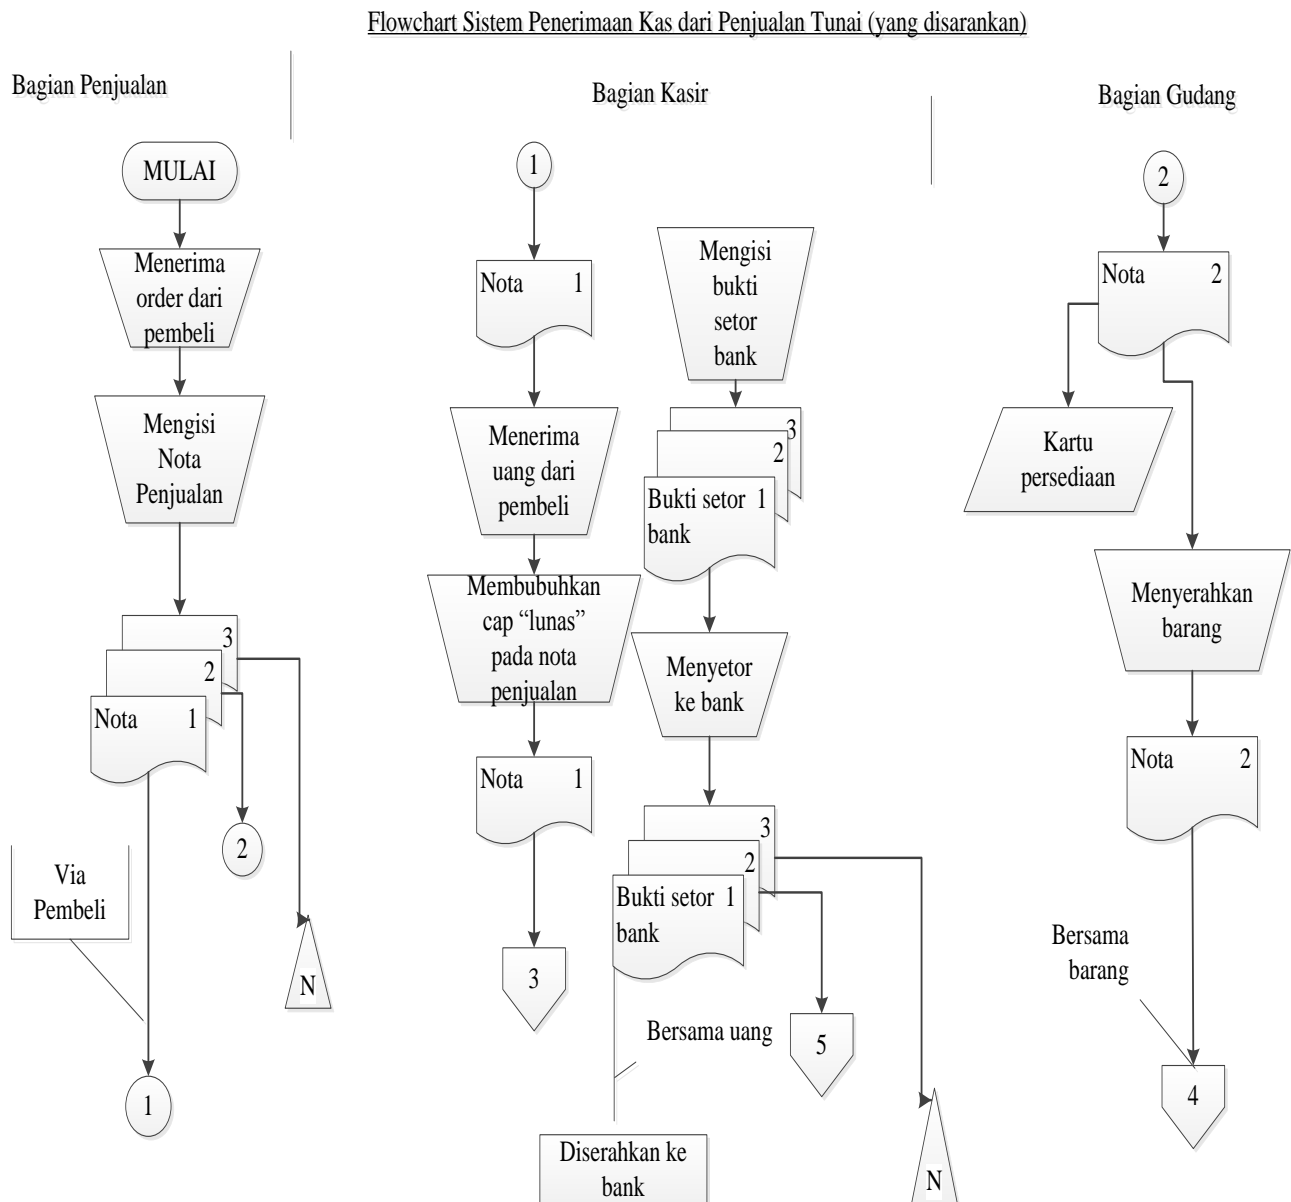 Flowchart Sistem Penerimaan Kas dari Penjualan Tunai (yang disarankan)
Bagian Penjualan
MULAI
Menerima
order dari
pembeli
Mengisi
Nota
Penjualan
3
2
Nota 1
2
Via
Pembeli
N
1
Bagian Kasir
1
Nota 1
Menerima
uang dari
pembeli
Membubuhkan
cap “lunas”
pada nota
penjualan
Nota 1
3
Mengisi
bukti
setor
bank
3
2
Bukti setor 1
bank
Menyetor
ke bank
3
2
Bukti setor 1
bank
Bersama uang
5
Diserahkan ke
bank
N
Bagian Gudang
2
Nota 2
Kartu
persediaan
Menyerahkan
barang
Nota 2
Bersama
barang
4